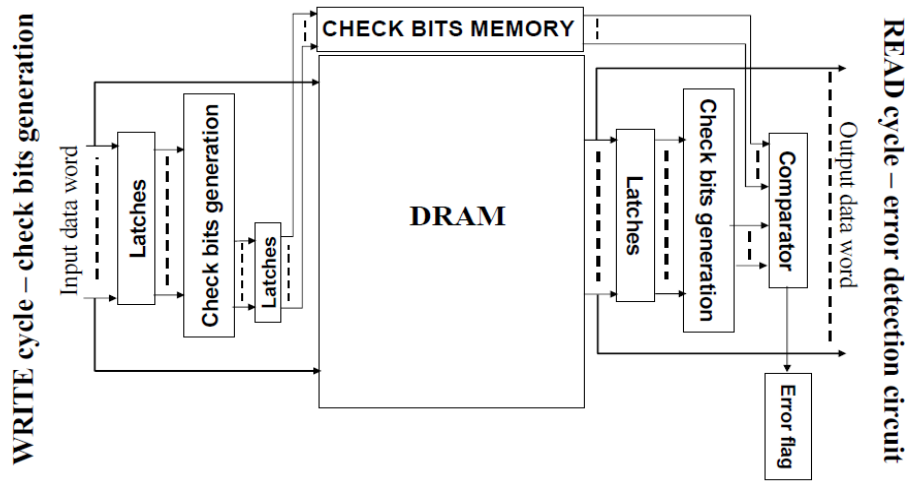 WRITE cycle – check bits generation
Input data word
Latches
Check bits generation
Latches
CHECK BITS MEMORY
DRAM
Latches
Check bits generation
Comparator
Error flag
Output data word
READ cycle – error detection circuit